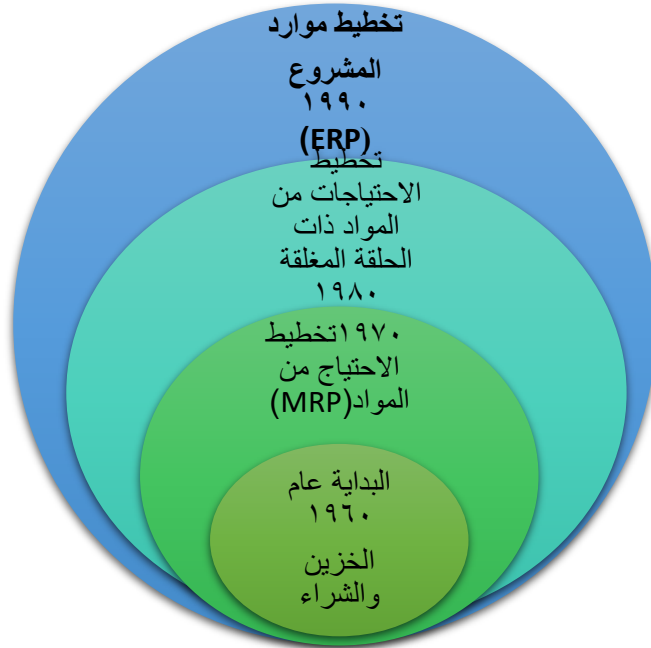 تخطيط موارد
المشروع
١٩٩٠
(ERP)
تخطيط
الاحتياجات من
المواد ذات
الحلقة المغلقة
١٩٨٠
١٩٧٠تخطيط
الاحتياج من
المواد(MRP)
البداية عام
١٩٦٠
الخزين
والشراء